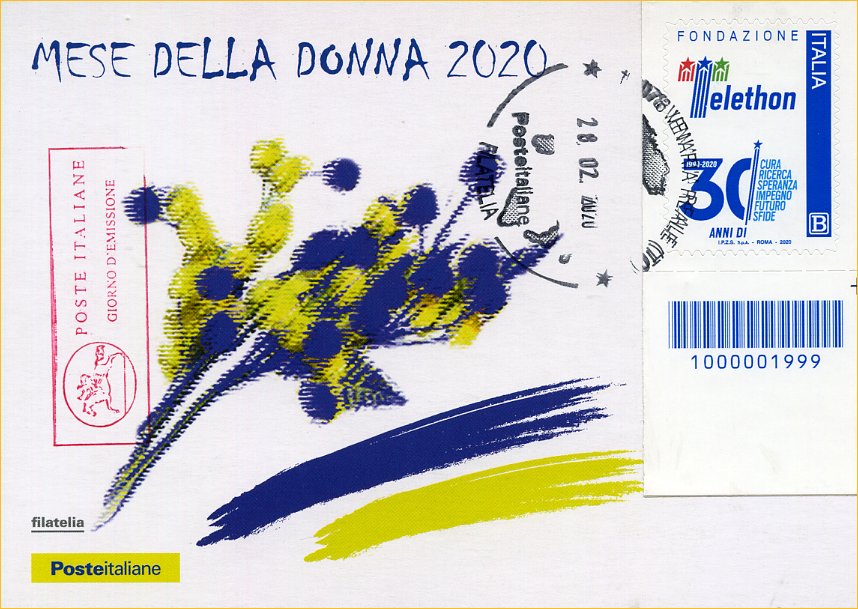 MESE DELLA DONNA 2020
FONDAZIONE
ITALIA
Telethon
1990-2020
30
CURA
RICERCA
SPERANZA
IMPEGNO
FUTURO
SFIDE
ANNI DI
B
I.P.Z.S. S.p.A. - ROMA - 2020
Posteitaliane
FILATELIA
28.02.2020
POSTE ITALIANE
GIORNO D'EMISSIONE
1000001999
filatelia
Posteitaliane